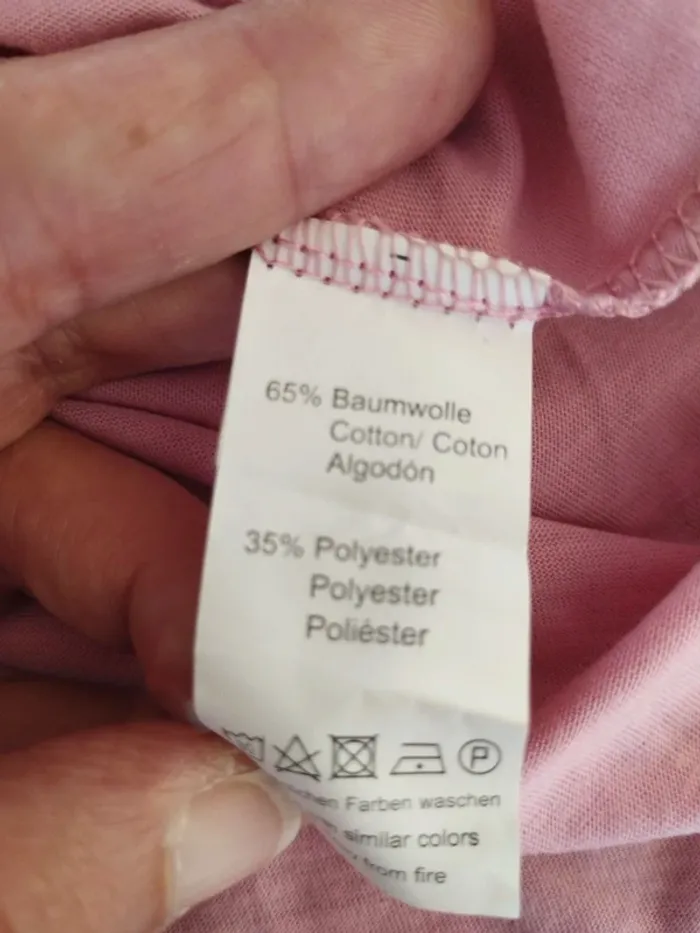 65% Baumwolle
Cotton/ Coton
Algodón
35% Polyester
Polyester
Poliéster
P
Farben waschen
similar colors
from fire